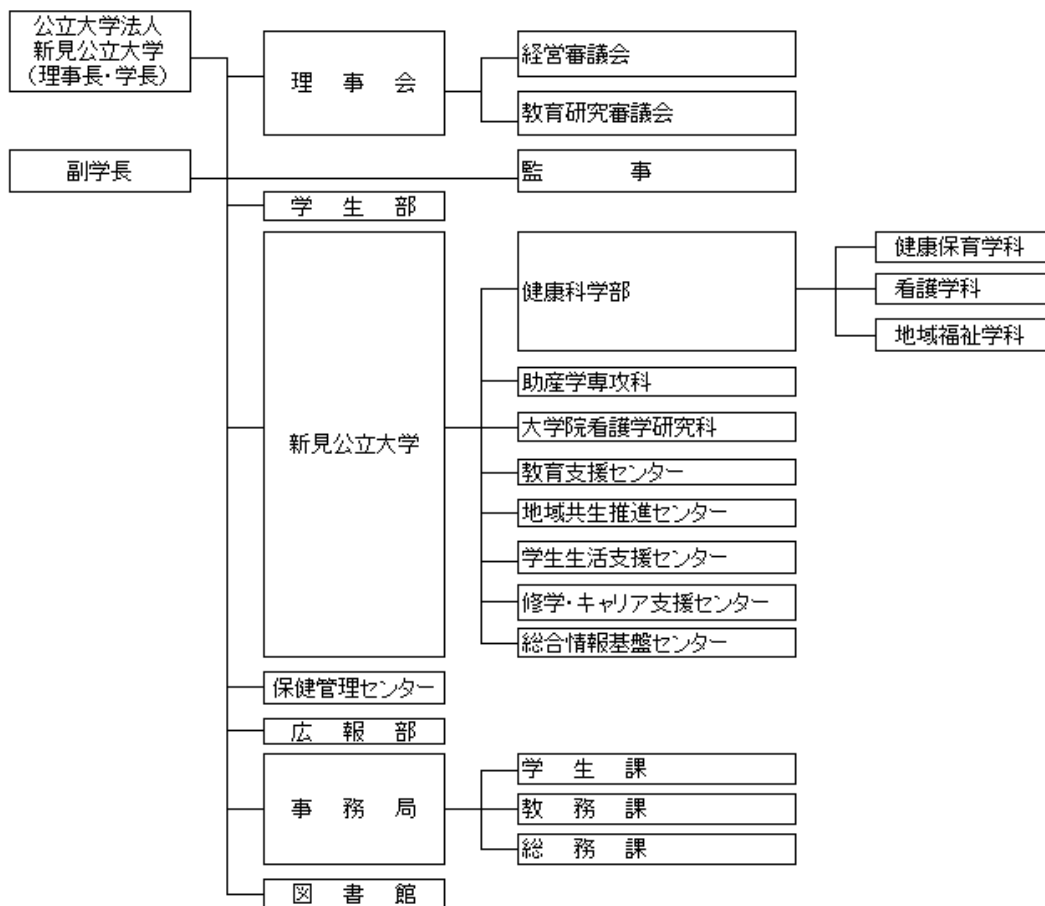 公立大学法人
新見公立大学
(理事長・学長)
理事会
経営審議会
教育研究審議会
副学長
監事
学生部
新見公立大学
健康科学部
健康保育学科
看護学科
地域福祉学科
助産学専攻科
大学院看護学研究科
教育支援センター
地域共生推進センター
学生生活支援センター
修学・キャリア支援センター
総合情報基盤センター
保健管理センター
広報部
事務局
学生課
教務課
総務課
図書館